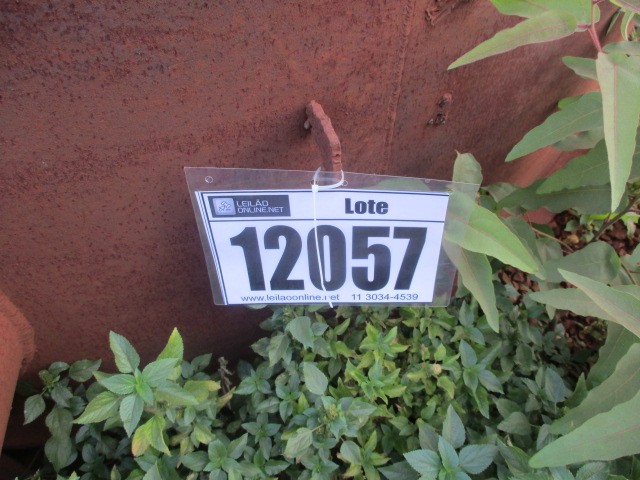 LEILÃO
ONLINE.NET
Lote
12057
www.leilaoonline.net 11 3034-4539